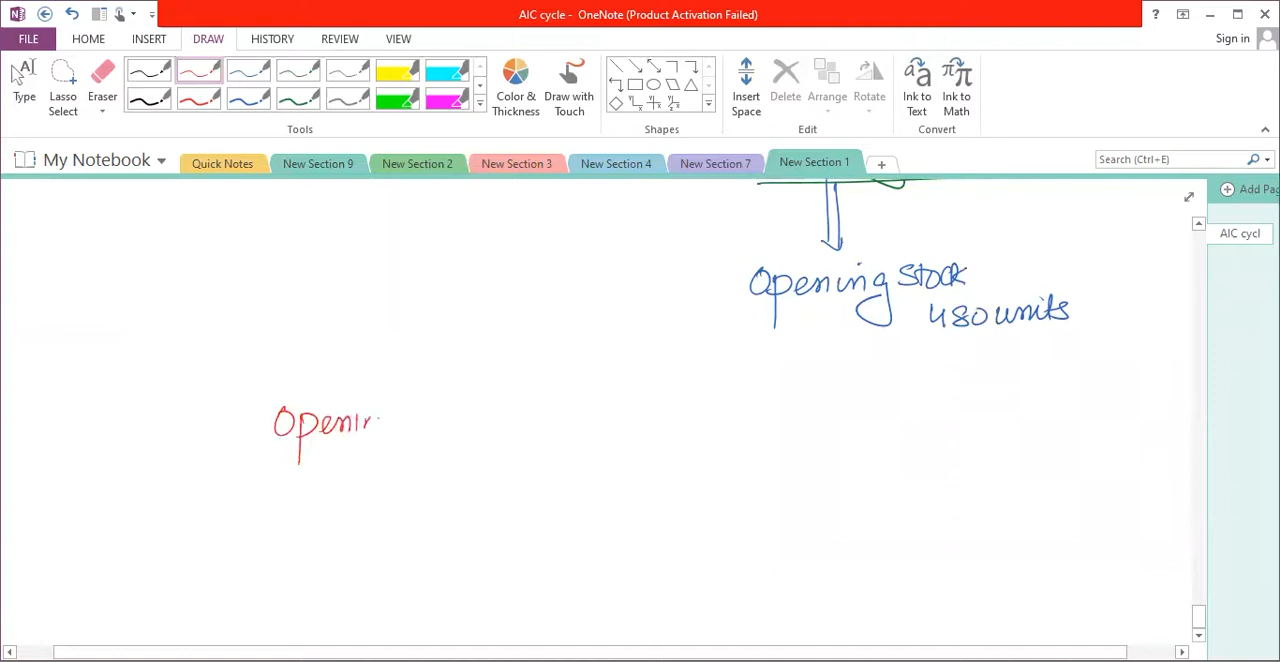 AIC cycle - OneNote (Product Activation Failed)
?
FILE HOME INSERT DRAW HISTORY REVIEW VIEW
Sign in
Type Lasso Select Eraser
Color & Thickness Draw with Touch
Insert Space Delete Arrange Rotate Ink to Text Ink to Math
Tools Shapes Edit Convert
My Notebook Quick Notes New Section 9 New Section 2 New Section 3 New Section 4 New Section 7 New Section 1
Search (Ctrl+E)
Add Pag
AIC cycl
Opening Stock
480 units
Openin